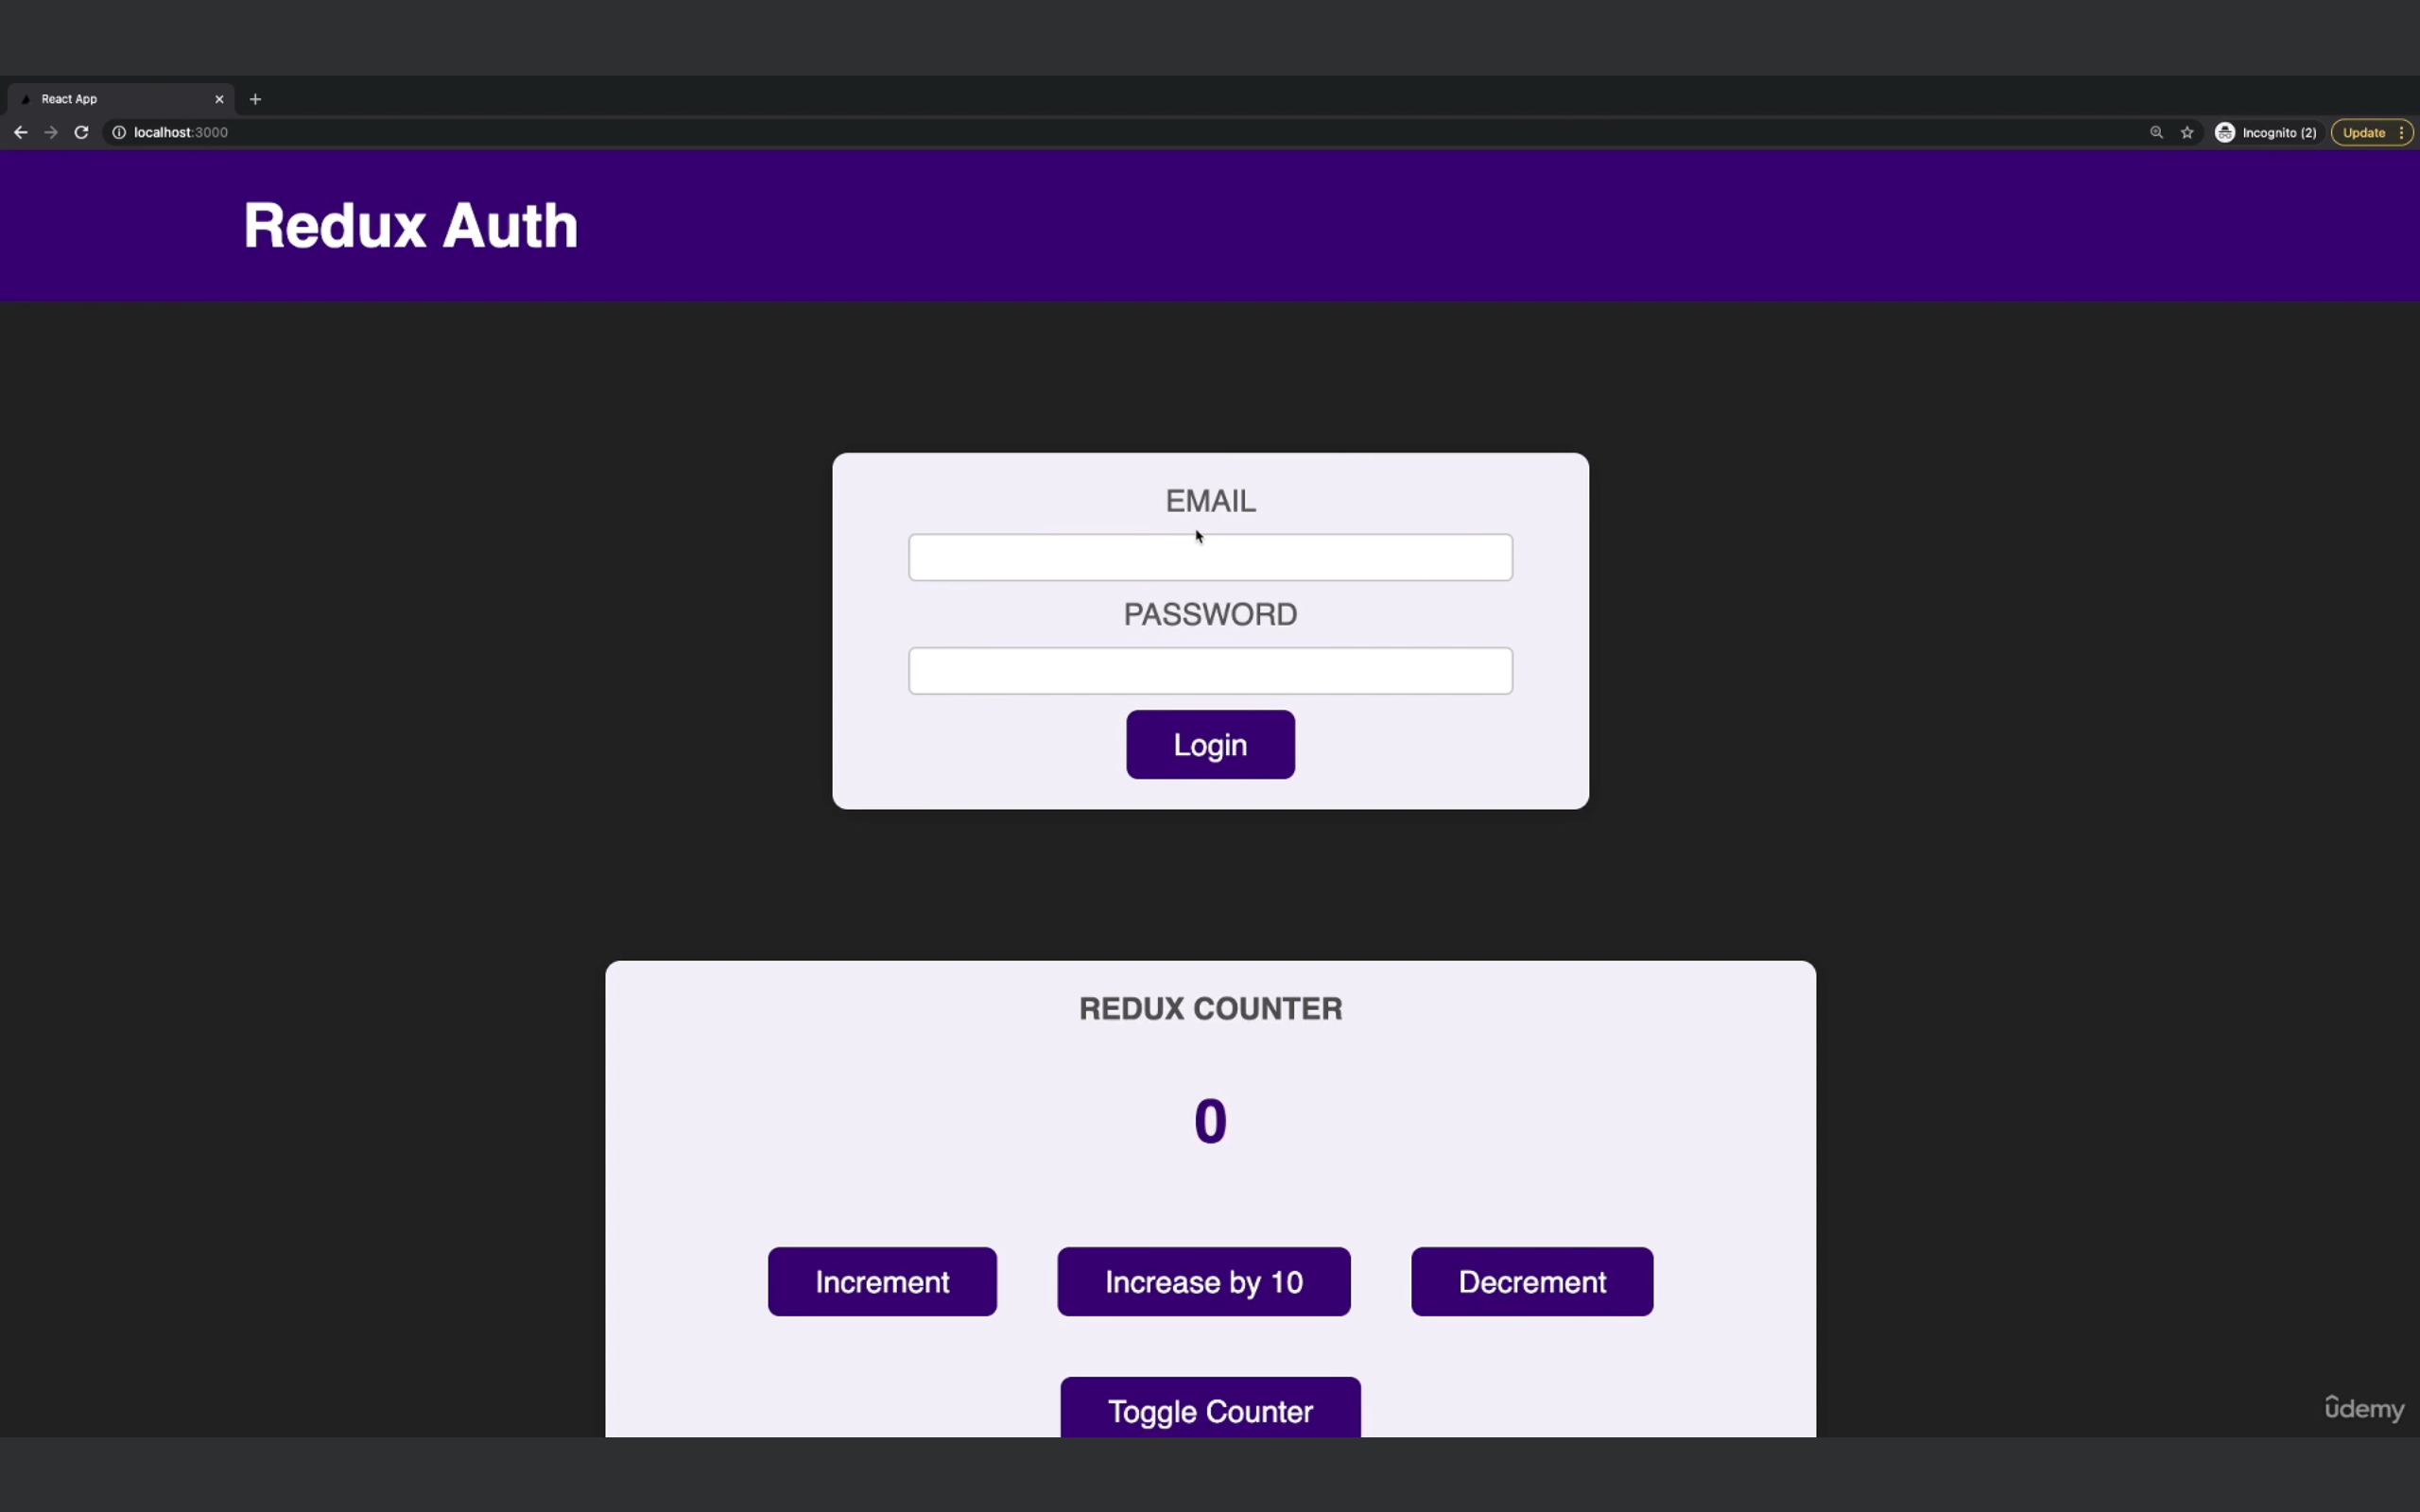 React App
localhost:3000
Incognito (2)
Update
Redux Auth
EMAIL
PASSWORD
Login
REDUX COUNTER
0
Increment
Increase by 10
Decrement
Toggle Counter
ûdemy